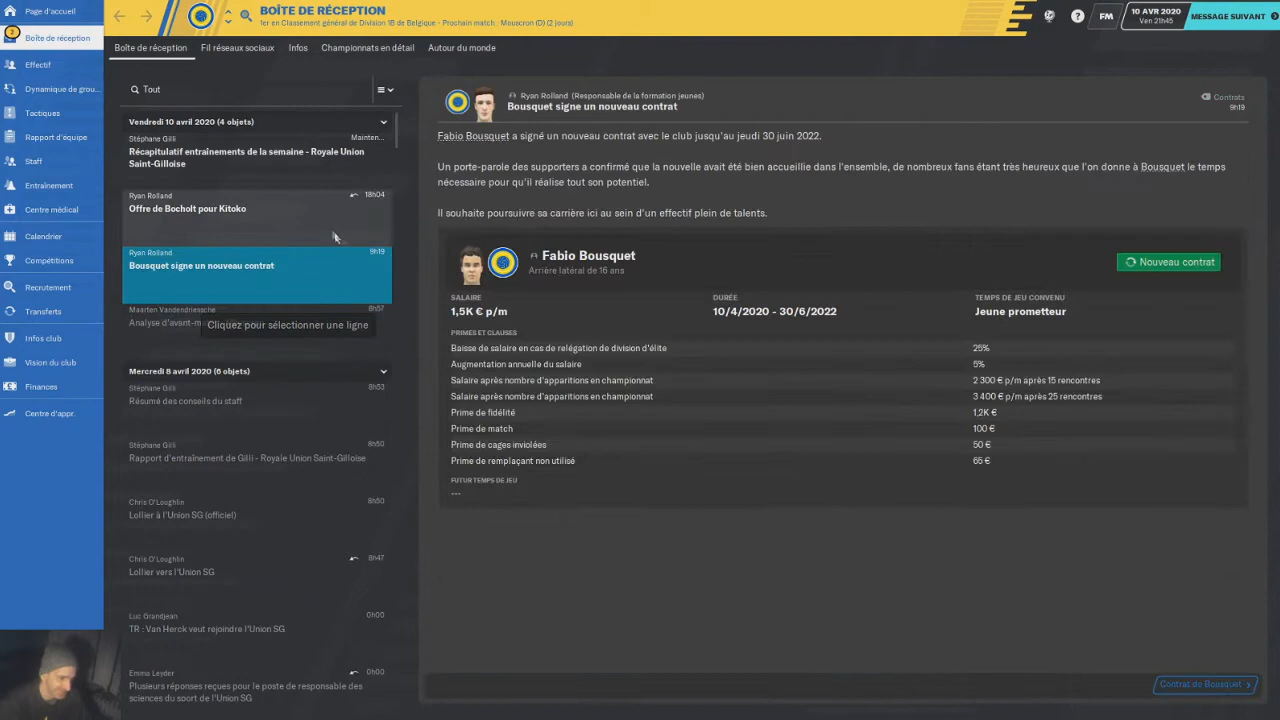 Page d'accueil
2
Boîte de réception
Effectif
Dynamique de grou...
Tactiques
Rapport d'équipe
Staff
Entraînement
Centre médical
Calendrier
Compétitions
Recrutement
Transferts
Infos club
Vision du club
Finances
Centre d'appr.
BOÎTE DE RÉCEPTION
1er en Classement général de Division 1B de Belgique - Prochain match : Mouscron (D) (2 jours)
FM
10 AVR 2020
Ven 21h45
MESSAGE SUIVANT
Boîte de réception
Fil réseaux sociaux
Infos
Championnats en détail
Autour du monde
Tout
Vendredi 10 avril 2020 (4 objets)
Stéphane Gilli
Mainten...
Récapitulatif entraînements de la semaine - Royale Union
Saint-Gilloise
Ryan Rolland
18h04
Offre de Bocholt pour Kitoko
Ryan Rolland
9h19
Bousquet signe un nouveau contrat
Maarten Vandendriessche
8h57
Analyse d'avant-m
Cliquez pour sélectionner une ligne
Mercredi 8 avril 2020 (6 objets)
Stéphane Gilli
8h53
Résumé des conseils du staff
Stéphane Gilli
8h50
Rapport d'entraînement de Gilli - Royale Union Saint-Gilloise
Chris O'Loughlin
8h50
Lollier à l'Union SG (officiel)
Chris O'Loughlin
8h47
Lollier vers l'Union SG
Luc Grandjean
0h00
TR : Van Herck veut rejoindre l'Union SG
Emma Leyder
0h00
Plusieurs réponses reçues pour le poste de responsable des
sciences du sport de l'Union SG
Ryan Rolland (Responsable de la formation jeunes)
Bousquet signe un nouveau contrat
Contrats
9h19
Fabio Bousquet a signé un nouveau contrat avec le club jusqu'au jeudi 30 juin 2022.
Un porte-parole des supporters a confirmé que la nouvelle avait été bien accueillie dans l'ensemble, de nombreux fans étant très heureux que l'on donne à Bousquet le temps
nécessaire pour qu'il réalise tout son potentiel.
Il souhaite poursuivre sa carrière ici au sein d'un effectif plein de talents.
Fabio Bousquet
Arrière latéral de 16 ans
Nouveau contrat
SALAIRE
1,5K € p/m
DURÉE
10/4/2020 - 30/6/2022
TEMPS DE JEU CONVENU
Jeune prometteur
PRIMES ET CLAUSES
Baisse de salaire en cas de relégation de division d'élite 25%
Augmentation annuelle du salaire 5%
Salaire après nombre d'apparitions en championnat 2 300 € p/m après 15 rencontres
Salaire après nombre d'apparitions en championnat 3 400 € p/m après 25 rencontres
Prime de fidélité 1,2K €
Prime de match 100 €
Prime de cages inviolées 50 €
Prime de remplaçant non utilisé 65 €
FUTUR TEMPS DE JEU
---
Contrat de Bousquet